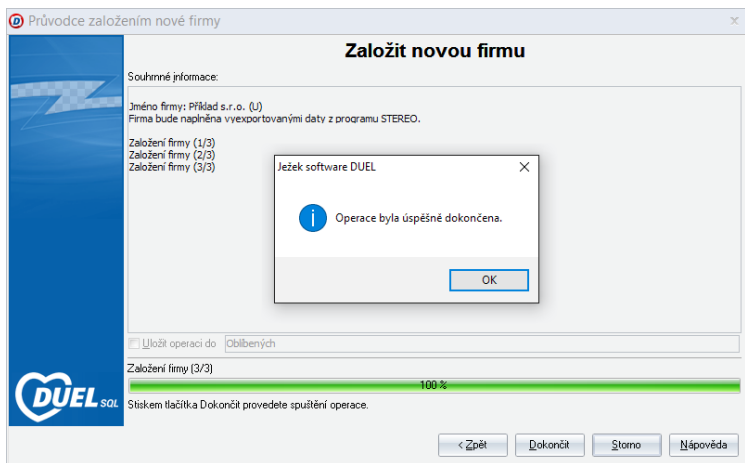 Průvodce založením nové firmy
Založit novou firmu
Souhrnné informace:
Jméno firmy: Příklad s.r.o. (U)
Firma bude naplněna vyexportovanými daty z programu STEREO.
Založení firmy (1/3)
Založení firmy (2/3)
Založení firmy (3/3)
Ježek software DUEL
Operace byla úspěšné dokončena.
OK
Uložit operaci do
Oblíbených
Založení firmy (3/3)
100 %
Stiskem tlačítka Dokončit provedete spuštění operace.
DUEL SQL
< Zpět
Dokončit
Storno
Nápověda